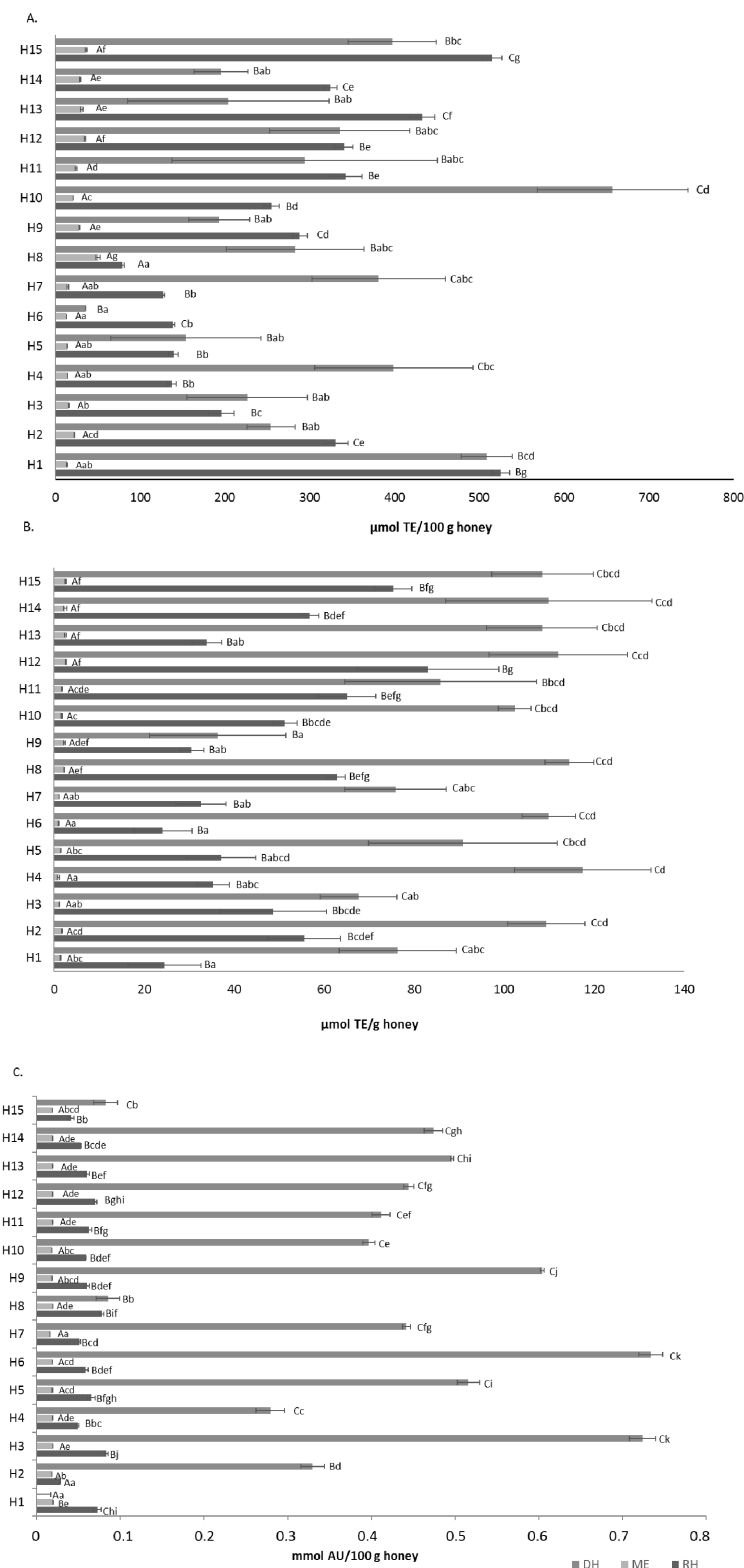 A.
H15 Bbc
Af
Cg
H14 Bab
Ae
Ce
H13 Bab
Ae
Cf
H12 Babc
Af
Be
H11 Babc
Ad
Be
H10 Cd
Ac
Bd
H9 Bab
Ae
Cd
H8 Babc
Ag
Aa
H7 Cabc
Aab
Bb
H6 Ba
Aa
Cb
H5 Bab
Aab
Bb
H4 Cbc
Aab
Bb
H3 Bab
Ab
Bc
H2 Bab
Acd
Ce
H1 Bcd
Aab
Bg
0 100 200 300 400 500 600 700 800
µmol TE/100 g honey
B.
H15 Cbcd
Af
Bfg
H14 Ccd
Af
Bdef
H13 Cbcd
Af
Bab
H12 Ccd
Af
Bg
H11 Bbcd
Acde
Befg
H10 Cbcd
Ac
Bbcde
H9 Ba
Adef
Bab
H8 Ccd
Aef
Befg
H7 Cabc
Aab
Bab
H6 Ccd
Aa
Ba
H5 Cbcd
Abc
Babcd
H4 Cd
Aa
Babc
H3 Cab
Aab
Bbcde
H2 Ccd
Acd
Bcdef
H1 Cabc
Abc
Ba
0 20 40 60 80 100 120 140
µmol TE/g honey
C.
H15 Cb
Abcd
Bb
H14 Cgh
Ade
Bcde
H13 Chi
Ade
Bef
H12 Cfg
Ade
Bghi
H11 Cef
Ade
Bfg
H10 Ce
Abc
Bdef
H9 Cj
Abcd
Bdef
H8 Bb
Ade
Bif
H7 Cfg
Aa
Bcd
H6 Ck
Acd
Bdef
H5 Ci
Acd
Bfgh
H4 Cc
Ade
Bbc
H3 Ck
Ae
Bj
H2 Bd
Ab
Aa
H1 Aa
Be
Chi
0 0.1 0.2 0.3 0.4 0.5 0.6 0.7 0.8
mmol AU/100 g honey
DH ME RH